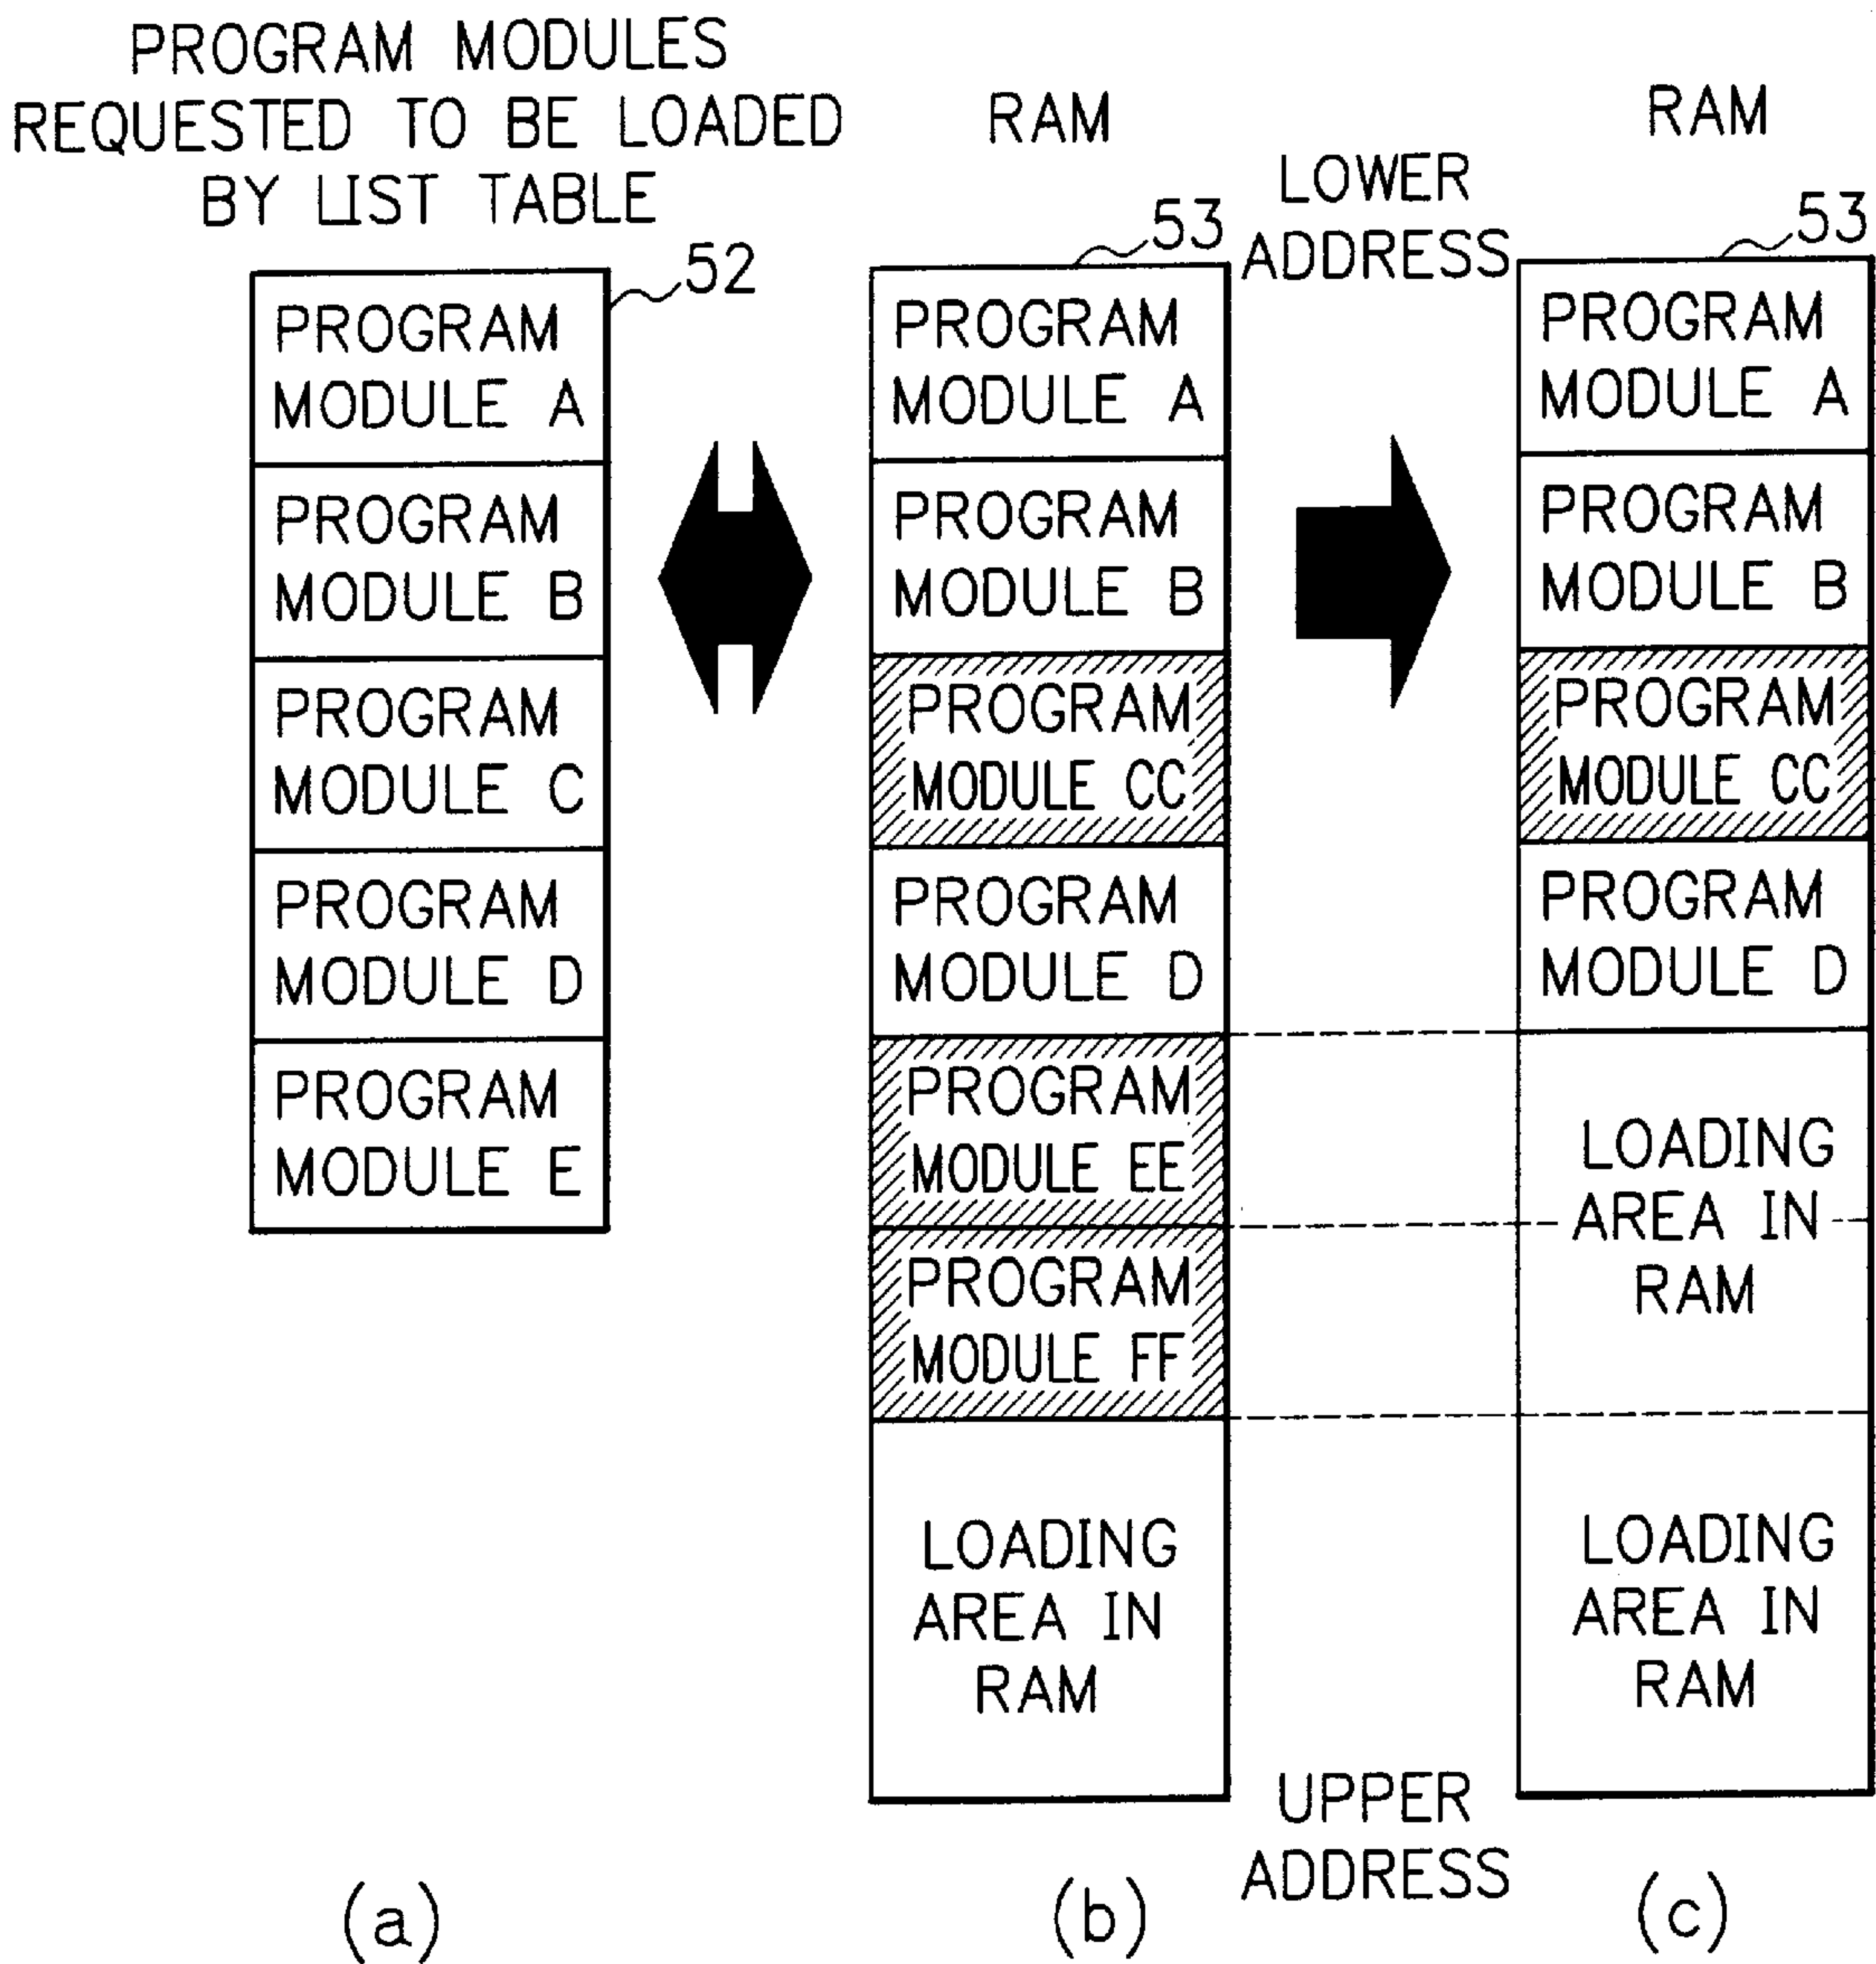 PROGRAM MODULES
REQUESTED TO BE LOADED
BY LIST TABLE
52
PROGRAM
MODULE A
PROGRAM
MODULE B
PROGRAM
MODULE C
PROGRAM
MODULE D
PROGRAM
MODULE E
(a)
RAM
53
PROGRAM
MODULE A
PROGRAM
MODULE B
PROGRAM
MODULE CC
PROGRAM
MODULE D
PROGRAM
MODULE EE
PROGRAM
MODULE FF
LOADING
AREA IN
RAM
(b)
LOWER
ADDRESS
UPPER
ADDRESS
RAM
53
PROGRAM
MODULE A
PROGRAM
MODULE B
PROGRAM
MODULE CC
PROGRAM
MODULE D
LOADING
AREA IN
RAM
LOADING
AREA IN
RAM
(c)